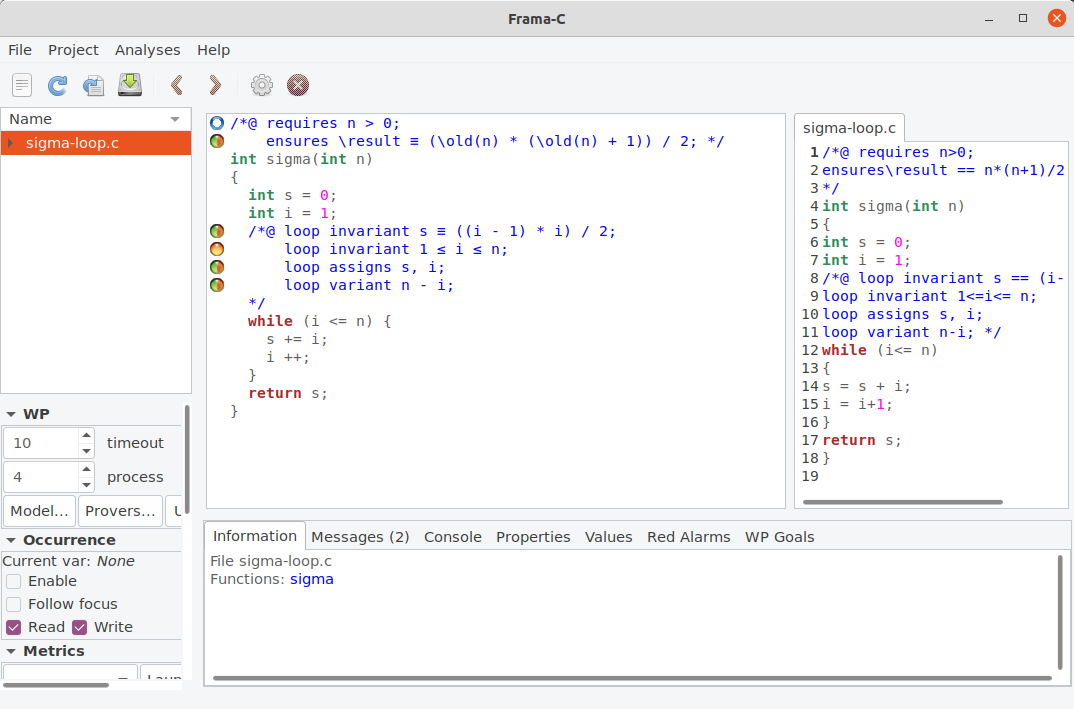 Frama-C
File Project Analyses Help
Name
sigma-loop.c
/*@ requires n > 0;
ensures \result ≡ (\old(n) * (\old(n) + 1)) / 2; */
int sigma(int n)
{
int s = 0;
int i = 1;
/*@ loop invariant s ≡ ((i - 1) * i) / 2;
loop invariant 1 ≤ i ≤ n;
loop assigns s, i;
loop variant n - i;
*/
while (i <= n) {
s += i;
i ++;
}
return s;
}
sigma-loop.c
1 /*@ requires n>0;
2 ensures\result == n*(n+1)/2
3 */
4 int sigma(int n)
5 {
6 int s = 0;
7 int i = 1;
8 /*@ loop invariant s == (i-
9 loop invariant 1<=i<= n;
10 loop assigns s, i;
11 loop variant n-i; */
12 while (i<= n)
13 {
14 s = s + i;
15 i = i+1;
16 }
17 return s;
18 }
19
WP
10 timeout
4 process
Model... Provers...
Occurrence
Current var: None
Enable
Follow focus
Read Write
Metrics
Information Messages (2) Console Properties Values Red Alarms WP Goals
File sigma-loop.c
Functions: sigma